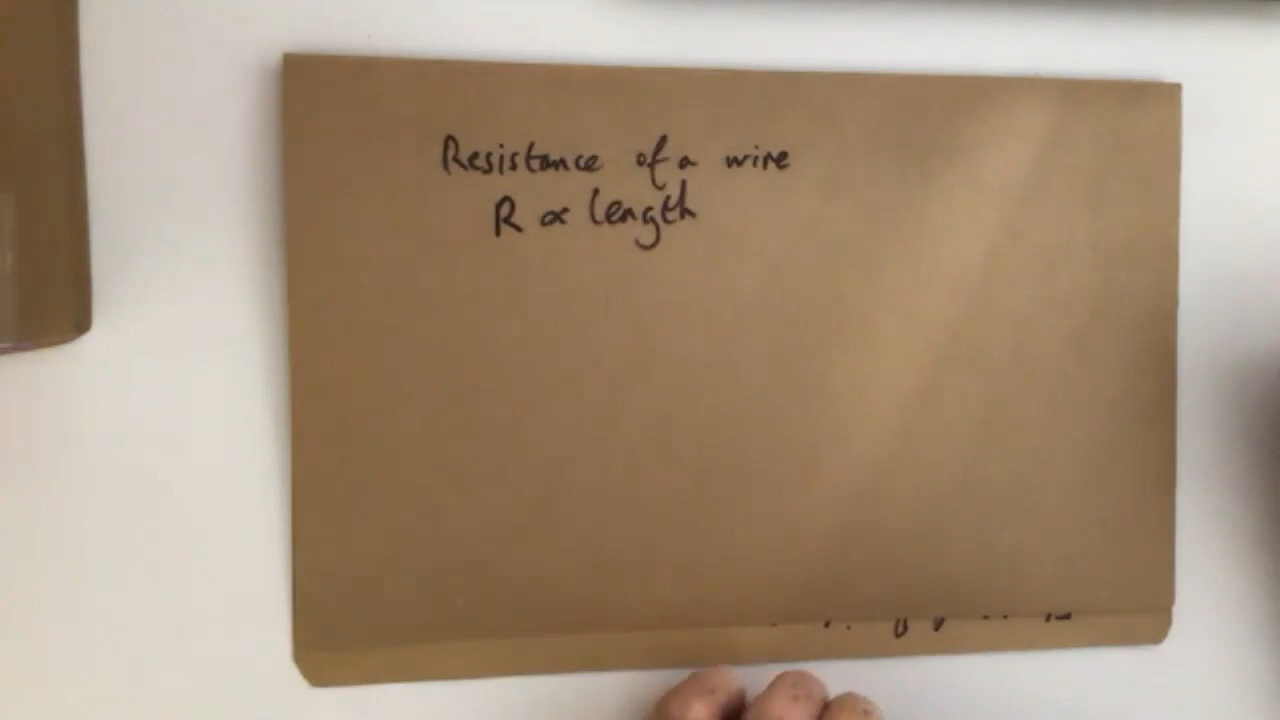 Resistance of a wire
R ∝ length